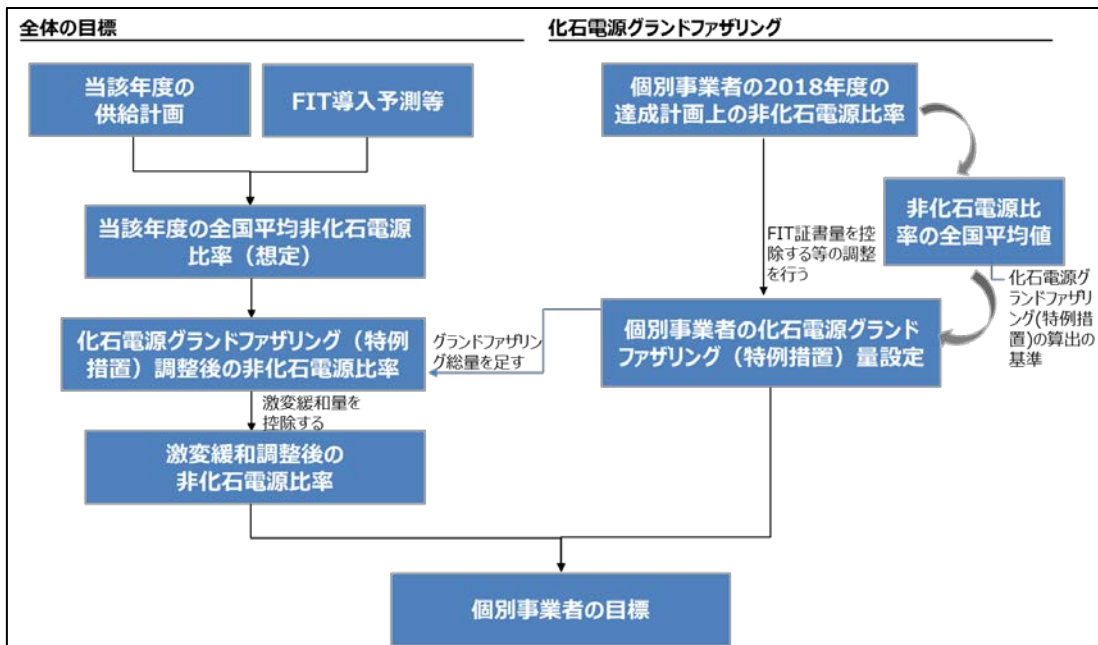 全体の目標
当該年度の
供給計画
FIT導入予測等
当該年度の全国平均非化石電源
比率（想定）
化石電源グランドファザリング（特例
措置）調整後の非化石電源比率
激変緩和量を
控除する
激変緩和調整後の
非化石電源比率
化石電源グランドファザリング
個別事業者の2018年度の
達成計画上の非化石電源比率
非化石電源比
率の全国平均値
FIT証書量を控
除する等の調整
を行う
化石電源グ
ランドファザリ
ング(特例措
置)の算出の
基準
個別事業者の化石電源グランド
ファザリング（特例措置）量設定
グランドファザリン
グ総量を足す
個別事業者の目標